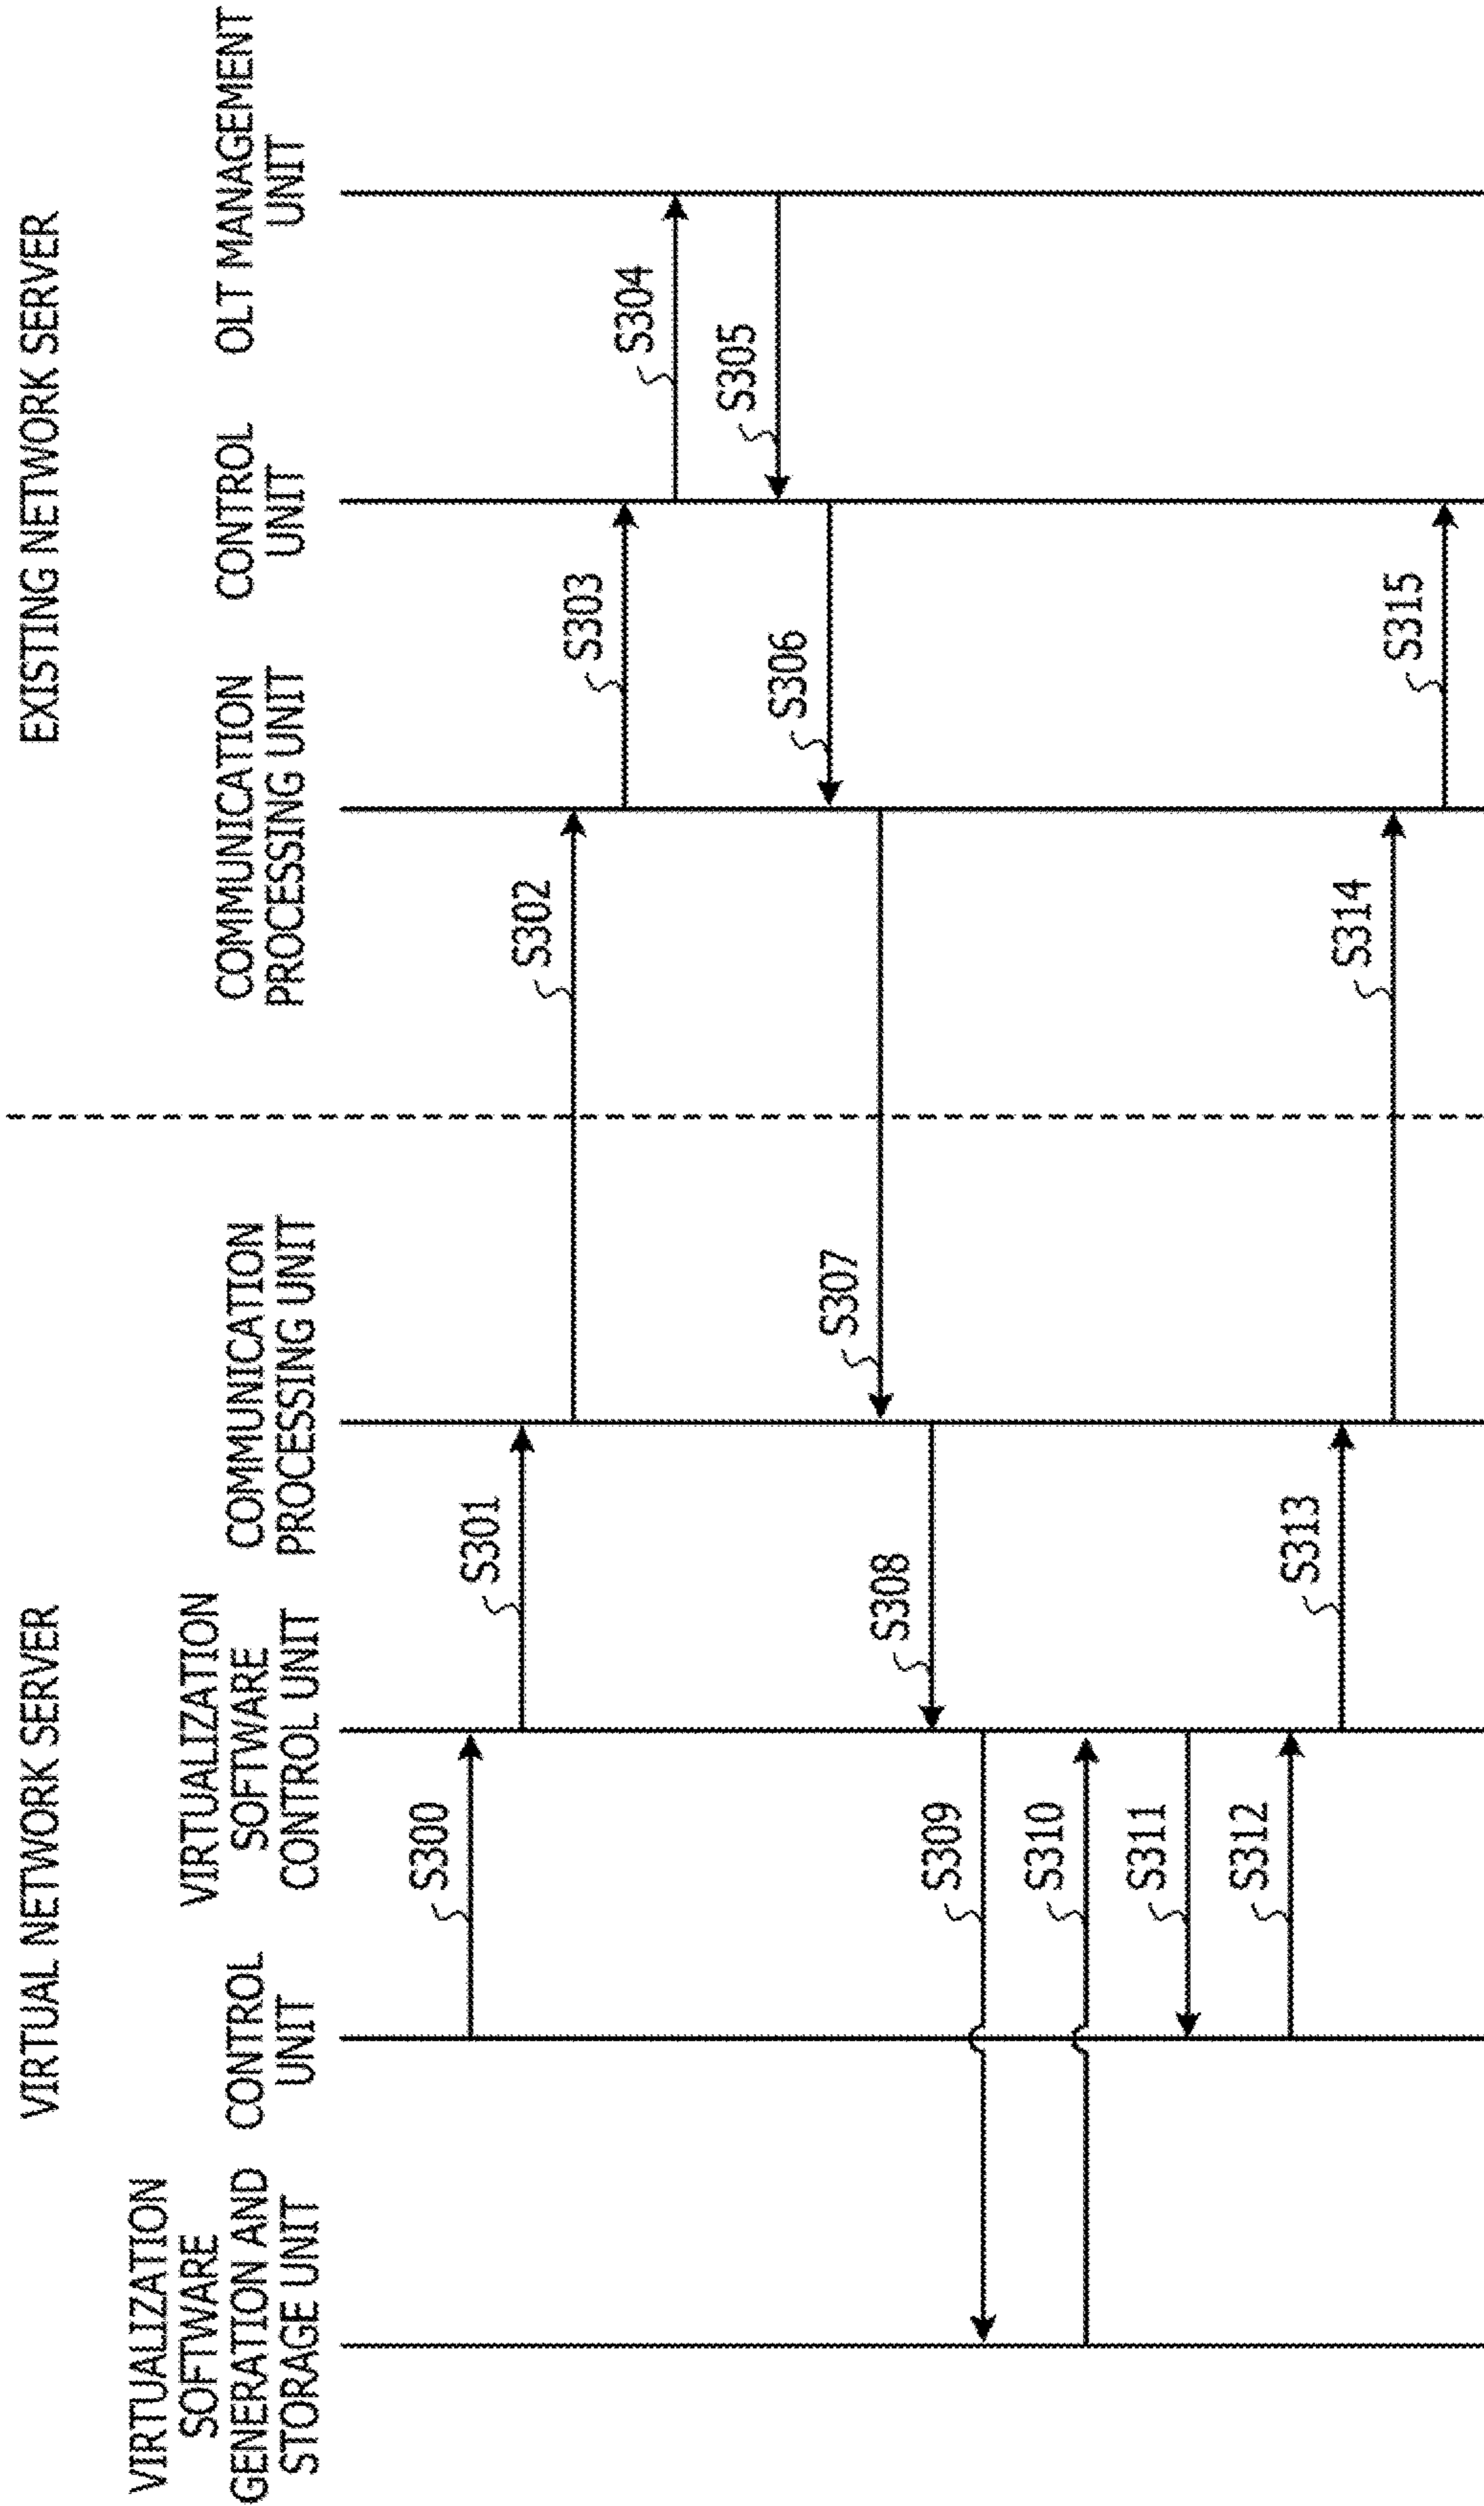 VIRTUAL NETWORK SERVER
EXISTING NETWORK SERVER
VIRTUALIZATION
SOFTWARE
GENERATION AND
STORAGE UNIT
CONTROL
UNIT
VIRTUALIZATION
SOFTWARE
CONTROL UNIT
COMMUNICATION
PROCESSING UNIT
COMMUNICATION
PROCESSING UNIT
CONTROL
UNIT
OLT MANAGEMENT
UNIT
S300
S301
S302
S303
S304
S305
S306
S307
S308
S309
S310
S311
S312
S313
S314
S315